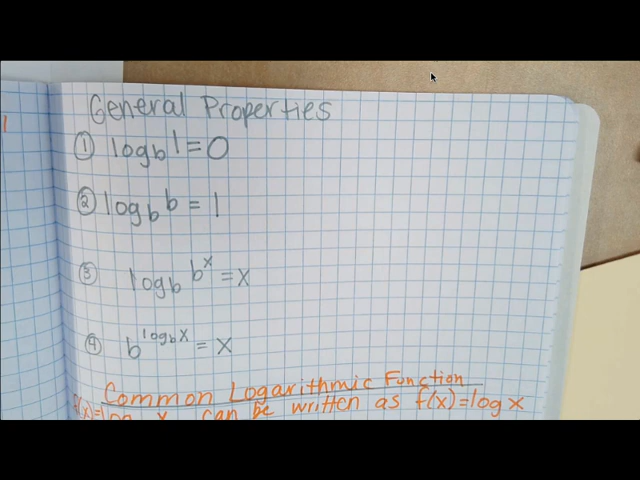 General Properties
① log_b 1 = 0
② log_b b = 1
③ log_b b^x = x
④ b^(log_b x) = x
Common Logarithmic Function
f(x)=log x can be written as f(x)=log x